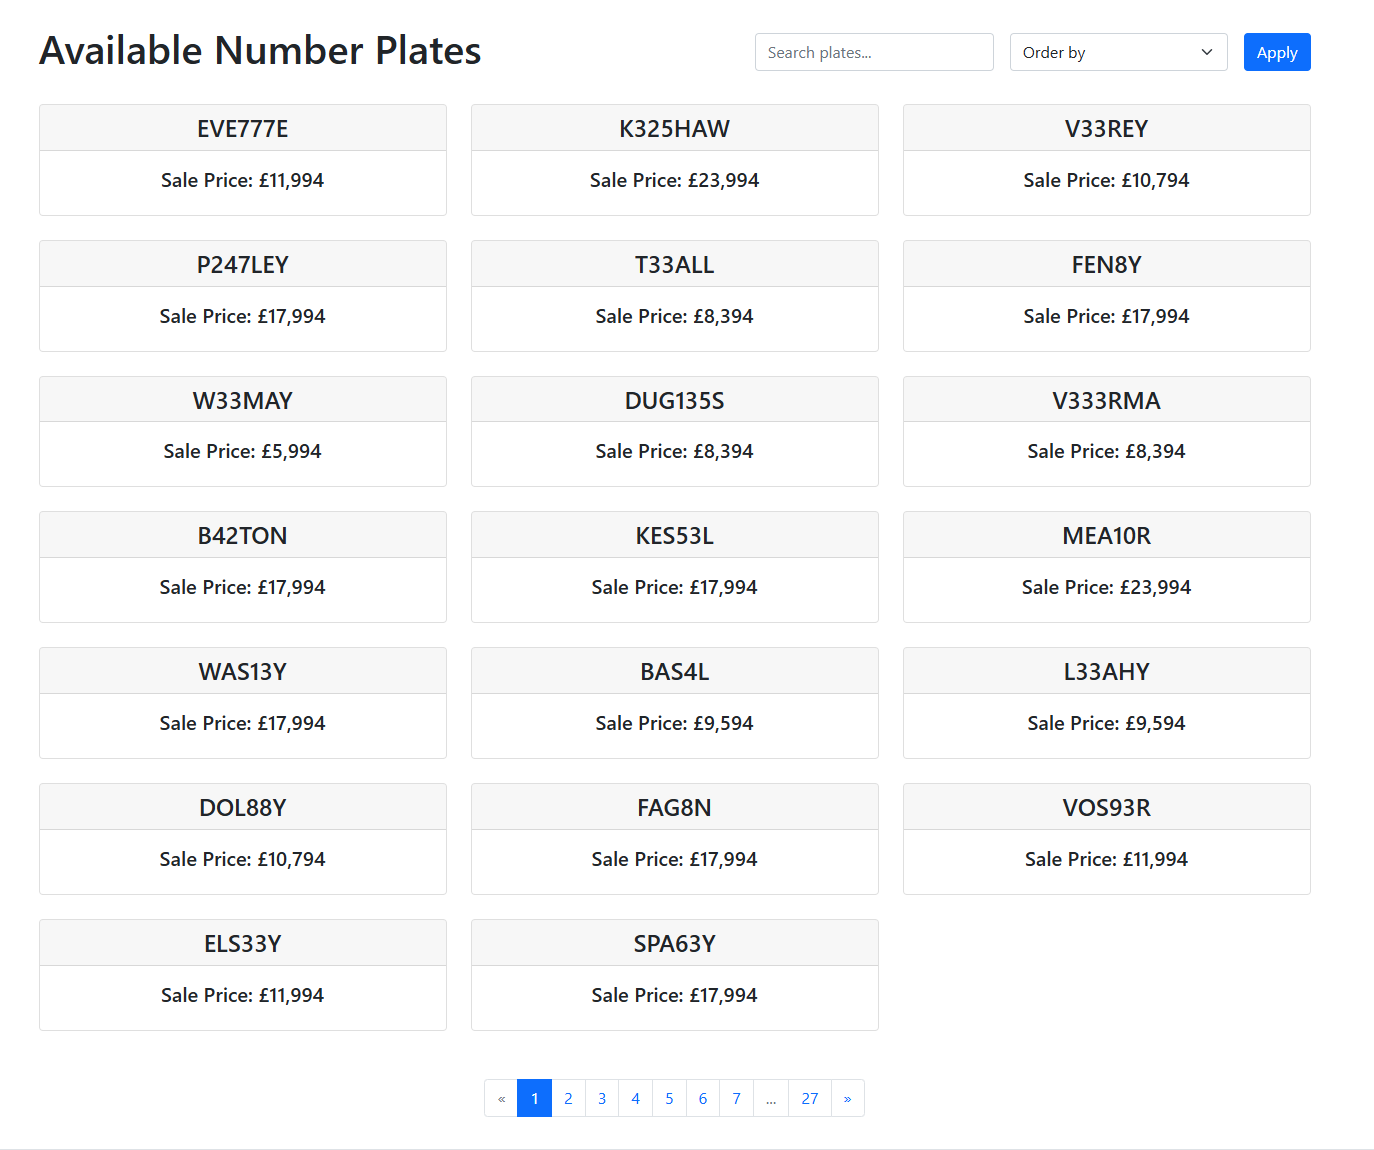 Available Number Plates
Search plates...
Order by
Apply
EVE777E
Sale Price: £11,994
K325HAW
Sale Price: £23,994
V33REY
Sale Price: £10,794
P247LEY
Sale Price: £17,994
T33ALL
Sale Price: £8,394
FEN8Y
Sale Price: £17,994
W33MAY
Sale Price: £5,994
DUG135S
Sale Price: £8,394
V333RMA
Sale Price: £8,394
B42TON
Sale Price: £17,994
KES53L
Sale Price: £17,994
MEA10R
Sale Price: £23,994
WAS13Y
Sale Price: £17,994
BAS4L
Sale Price: £9,594
L33AHY
Sale Price: £9,594
DOL88Y
Sale Price: £10,794
FAG8N
Sale Price: £17,994
VOS93R
Sale Price: £11,994
ELS33Y
Sale Price: £11,994
SPA63Y
Sale Price: £17,994
« 1 2 3 4 5 6 7 ... 27 »